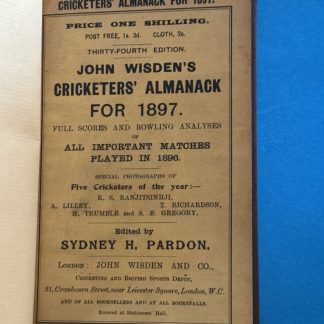 CRICKETERS' ALMANACK FOR 1897.
PRICE ONE SHILLING.
POST FREE, 1s. 3d. CLOTH, 2s.
THIRTY-FOURTH EDITION.
JOHN WISDEN'S
CRICKETERS' ALMANACK
FOR 1897.
FULL SCORES AND BOWLING ANALYSES
OF
ALL IMPORTANT MATCHES
PLAYED IN 1896.
SPECIAL PHOTOGRAPHS OF
Five Cricketers of the year:—
K. S. RANJITSINHJI,
A. LILLEY, T. RICHARDSON,
H. TRUMBLE and S. E. GREGORY,
Edited by
SYDNEY H. PARDON.
LONDON: JOHN WISDEN AND CO.,
CRICKETING AND BRITISH SPORTS DEPÔT,
21, Cranbourn Street, near Leicester Square, London, W.C.
AND OF ALL BOOKSELLERS AND AT ALL BOOKSTALLS.
Entered at Stationers' Hall.